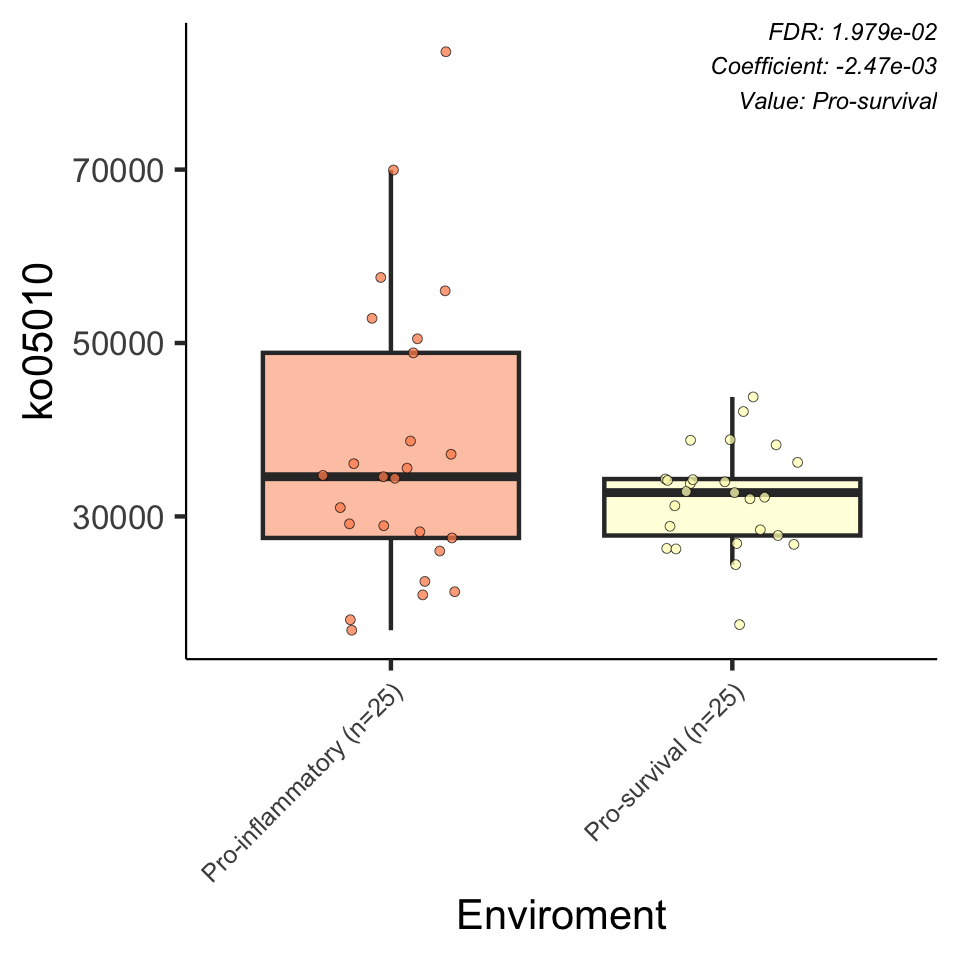 FDR: 1.979e-02
Coefficient: -2.47e-03
Value: Pro-survival
70000
50000
30000
ko05010
Pro-inflammatory (n=25)
Pro-survival (n=25)
Enviroment